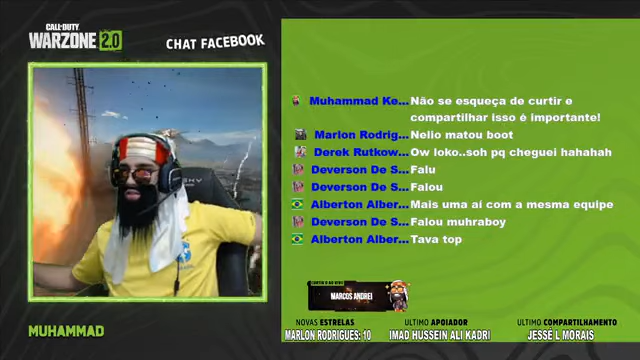 CALL OF DUTY
WARZONE 2.0
CHAT FACEBOOK
Muhammad Ke... Não se esqueça de curtir e
compartilhar isso é importante!
Marlon Rodrig... Nelio matou boot
Derek Rutkow... Ow loko..soh pq cheguei hahahah
Deverson De S... Falu
Deverson De S... Falou
Alberton Alber... Mais uma aí com a mesma equipe
Deverson De S... Falou muhraboy
Alberton Alber... Tava top
CURTIR O AO VIVO
MARCOS ANDREI
MUHAMMAD
NOVAS ESTRELAS
MARLON RODRIGUES: 10
ULTIMO APOIADOR
IMAD HUSSEIN ALI KADRI
ULTIMO COMPARTILHAMENTO
JESSÉ L MORAIS